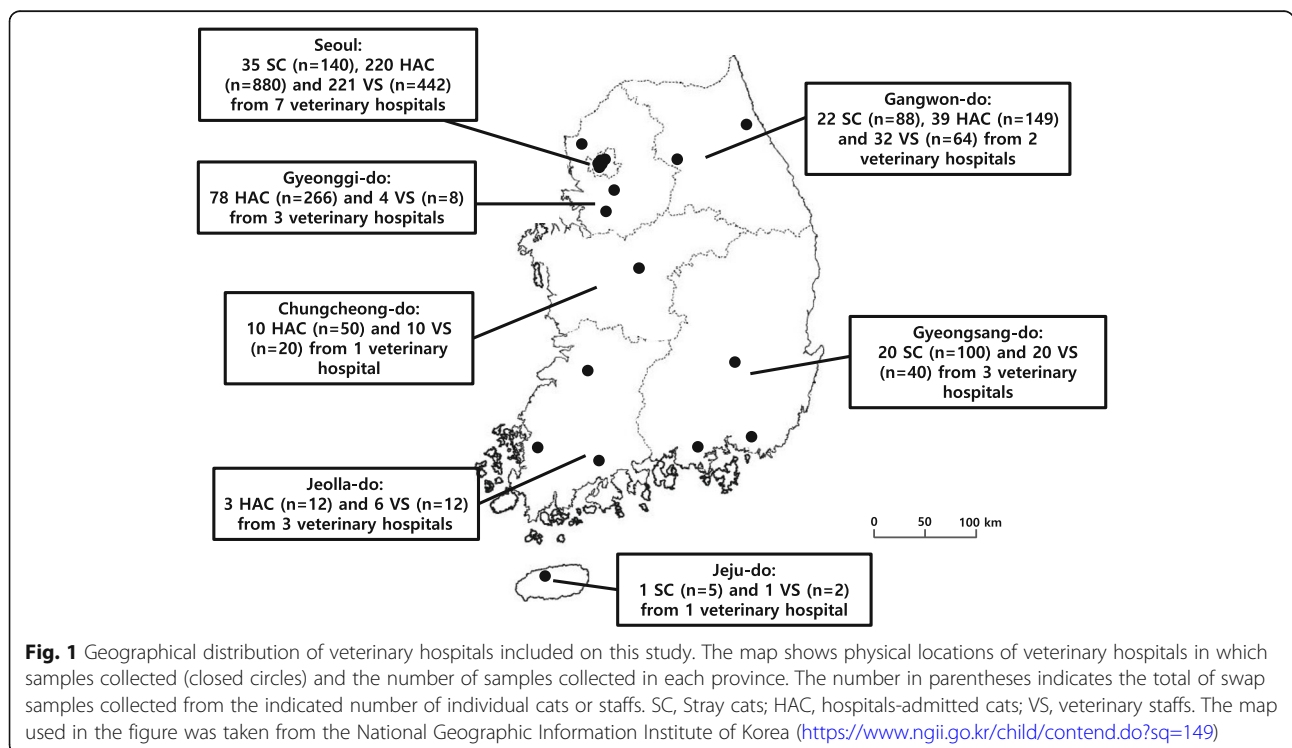 Seoul:
35 SC (n=140), 220 HAC
(n=880) and 221 VS (n=442)
from 7 veterinary hospitals
Gangwon-do:
22 SC (n=88), 39 HAC (n=149)
and 32 VS (n=64) from 2
veterinary hospitals
Gyeonggi-do:
78 HAC (n=266) and 4 VS (n=8)
from 3 veterinary hospitals
Chungcheong-do:
10 HAC (n=50) and 10 VS
(n=20) from 1 veterinary
hospital
Gyeongsang-do:
20 SC (n=100) and 20 VS
(n=40) from 3 veterinary
hospitals
Jeolla-do:
3 HAC (n=12) and 6 VS (n=12)
from 3 veterinary hospitals
0 50 100 km
Jeju-do:
1 SC (n=5) and 1 VS (n=2)
from 1 veterinary hospital
Fig. 1 Geographical distribution of veterinary hospitals included on this study. The map shows physical locations of veterinary hospitals in which
samples collected (closed circles) and the number of samples collected in each province. The number in parentheses indicates the total of swap
samples collected from the indicated number of individual cats or staffs. SC, Stray cats; HAC, hospitals-admitted cats; VS, veterinary staffs. The map
used in the figure was taken from the National Geographic Information Institute of Korea (https://www.ngii.go.kr/child/contend.do?sq=149)